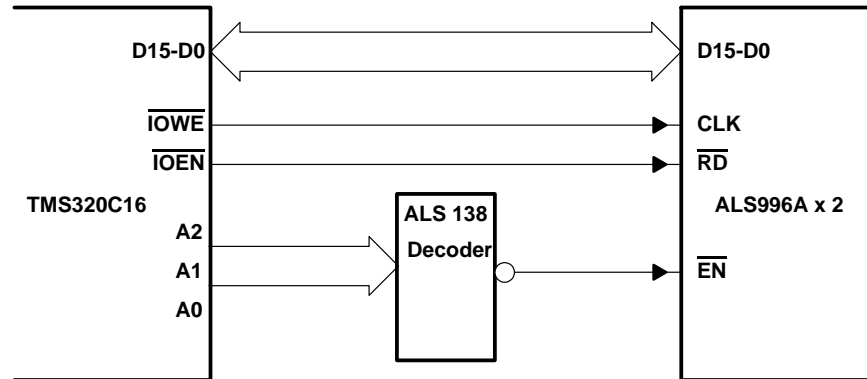 D15-D0
D15-D0
IOWE
CLK
IOEN
RD
TMS320C16
ALS 138
Decoder
ALS996A x 2
A2
A1
EN
A0